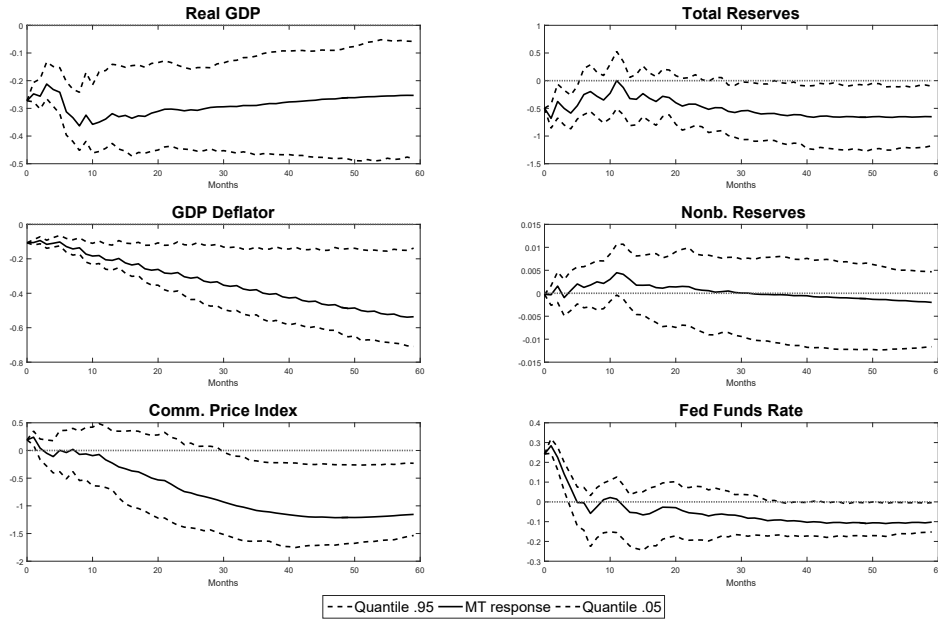 Real GDP
0
-0.1
-0.2
-0.3
-0.4
-0.5
0 10 20 30 40 50 60
Months
Total Reserves
1
0.5
0
-0.5
-1
-1.5
0 10 20 30 40 50
Months
GDP Deflator
0
-0.2
-0.4
-0.6
-0.8
0 10 20 30 40 50 60
Months
Nonb. Reserves
0.015
0.01
0.005
0
-0.005
-0.01
-0.015
0 10 20 30 40 50
Months
Comm. Price Index
0.5
0
-0.5
-1
-1.5
-2
0 10 20 30 40 50 60
Months
Fed Funds Rate
0.4
0.3
0.2
0.1
0
-0.1
-0.2
-0.3
0 10 20 30 40 50
Months
Quantile .95 MT response Quantile .05